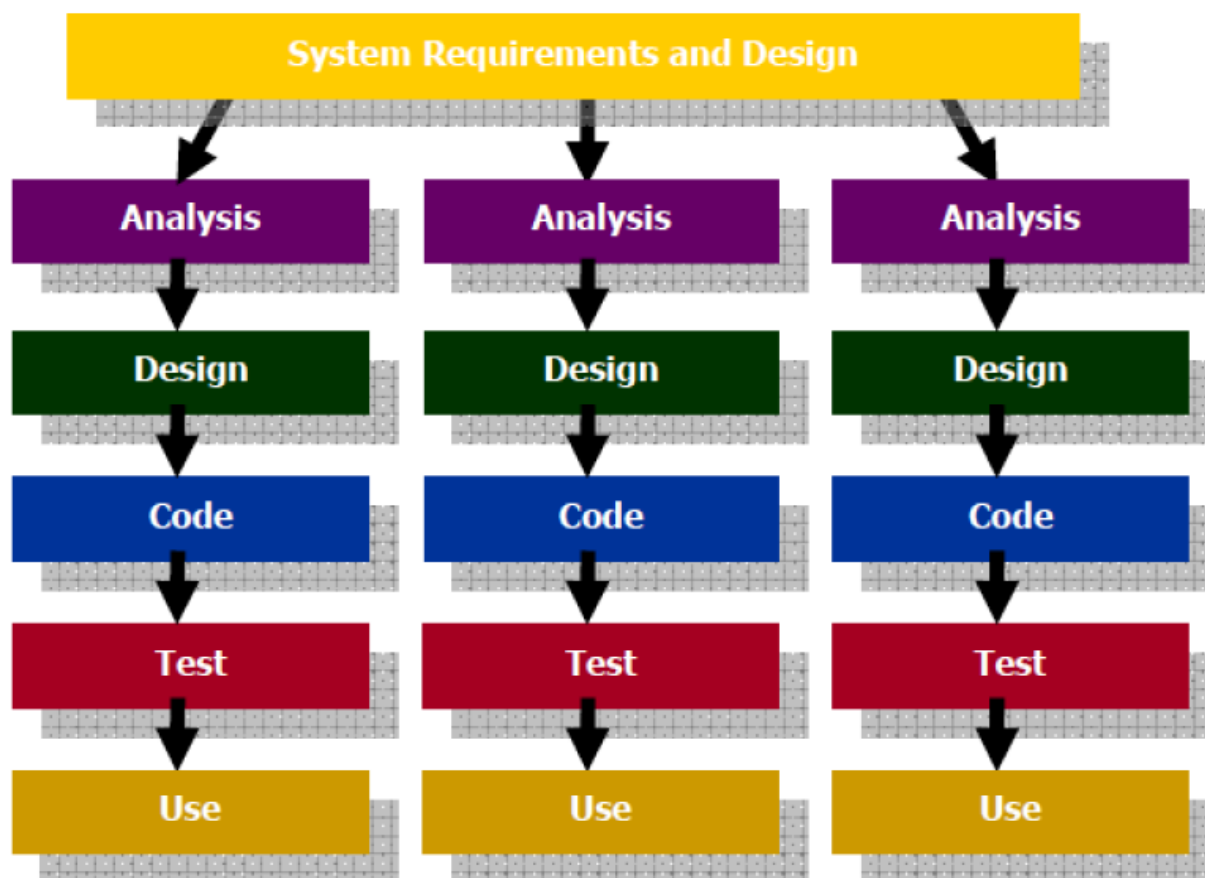 System Requirements and Design
Analysis
Analysis
Analysis
Design
Design
Design
Code
Code
Code
Test
Test
Test
Use
Use
Use